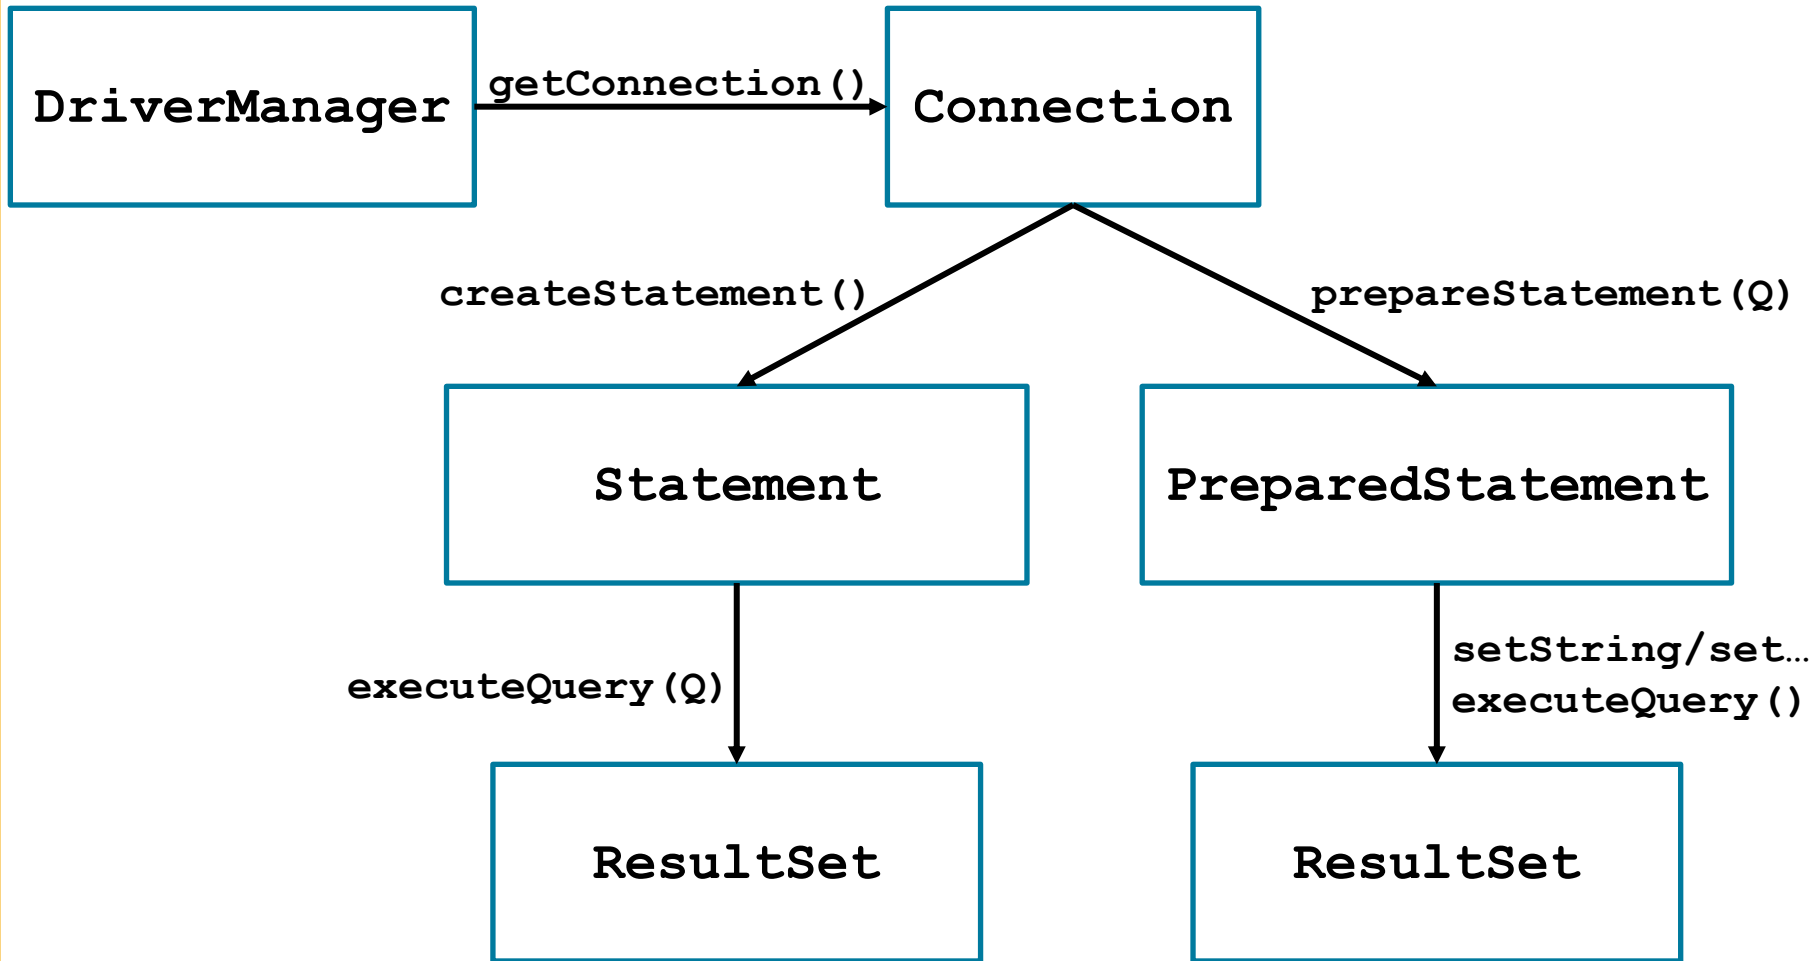 DriverManager
getConnection()
Connection
createStatement()
prepareStatement(Q)
Statement
PreparedStatement
executeQuery(Q)
setString/set…
executeQuery()
ResultSet
ResultSet